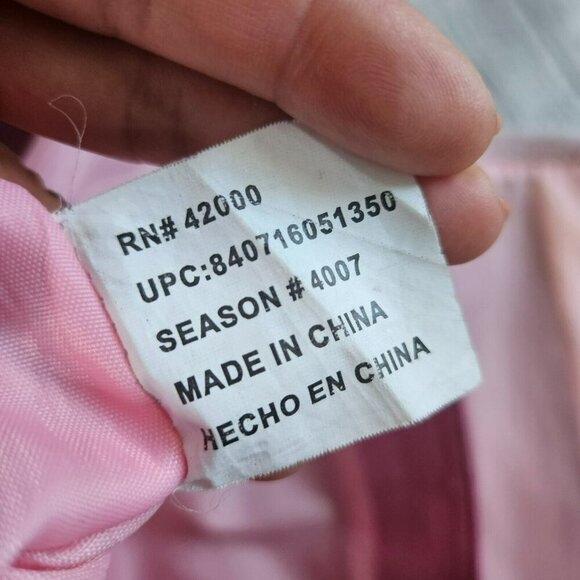 RN# 42000
UPC:840716051350
SEASON # 4007
MADE IN CHINA
HECHO EN CHINA